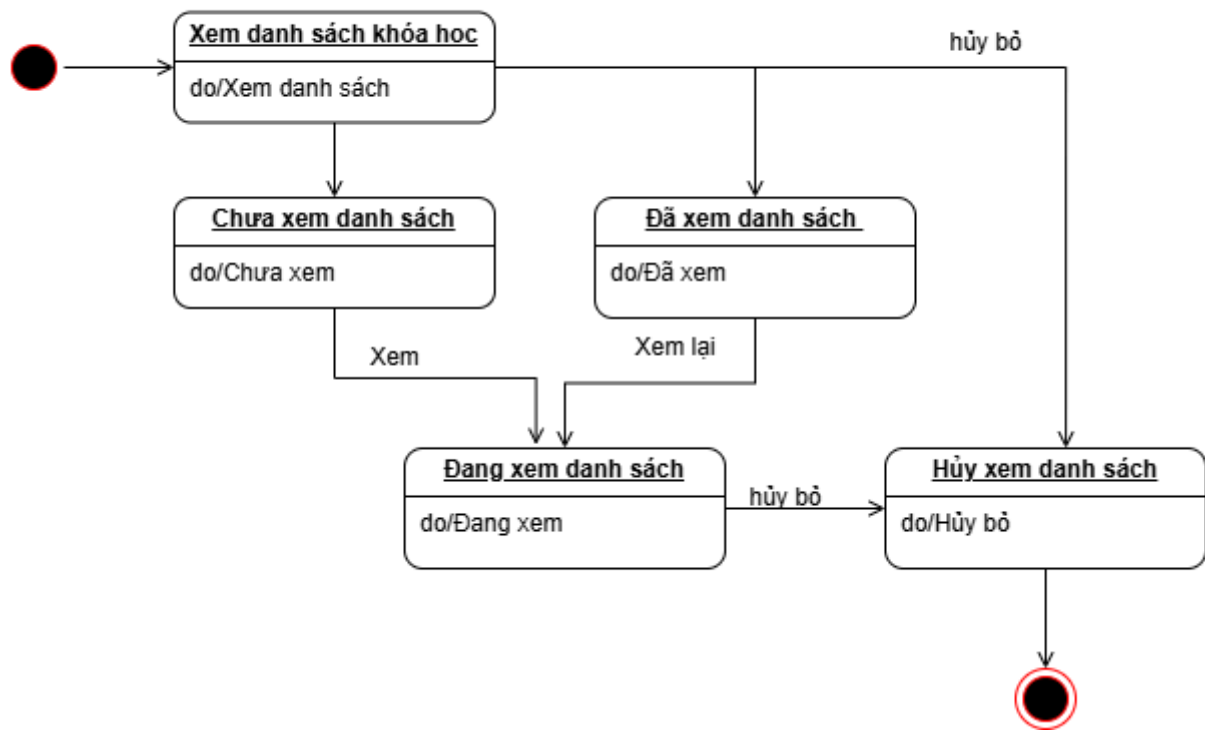 Xem danh sách khóa hoc
do/Xem danh sách
hủy bỏ
Chưa xem danh sách
do/Chưa xem
Đã xem danh sách
do/Đã xem
Xem
Xem lại
Đang xem danh sách
do/Đang xem
hủy bỏ
Hủy xem danh sách
do/Hủy bỏ